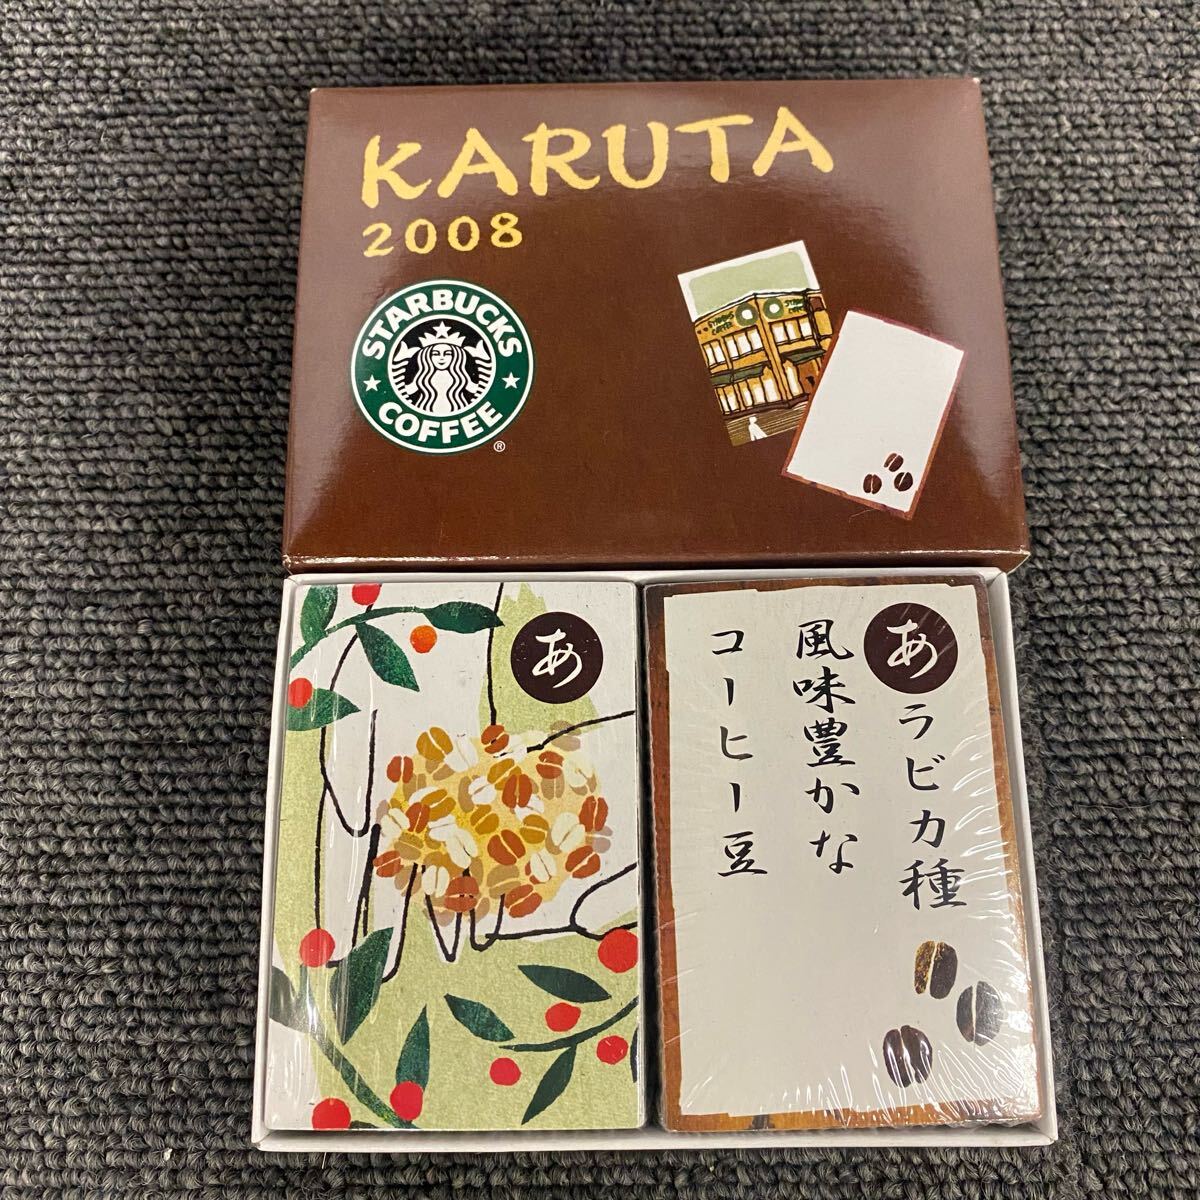 KARUTA
2008
STARBUCKS
COFFEE
®
あ
あラビカ種
風味豊かな
コーヒー豆